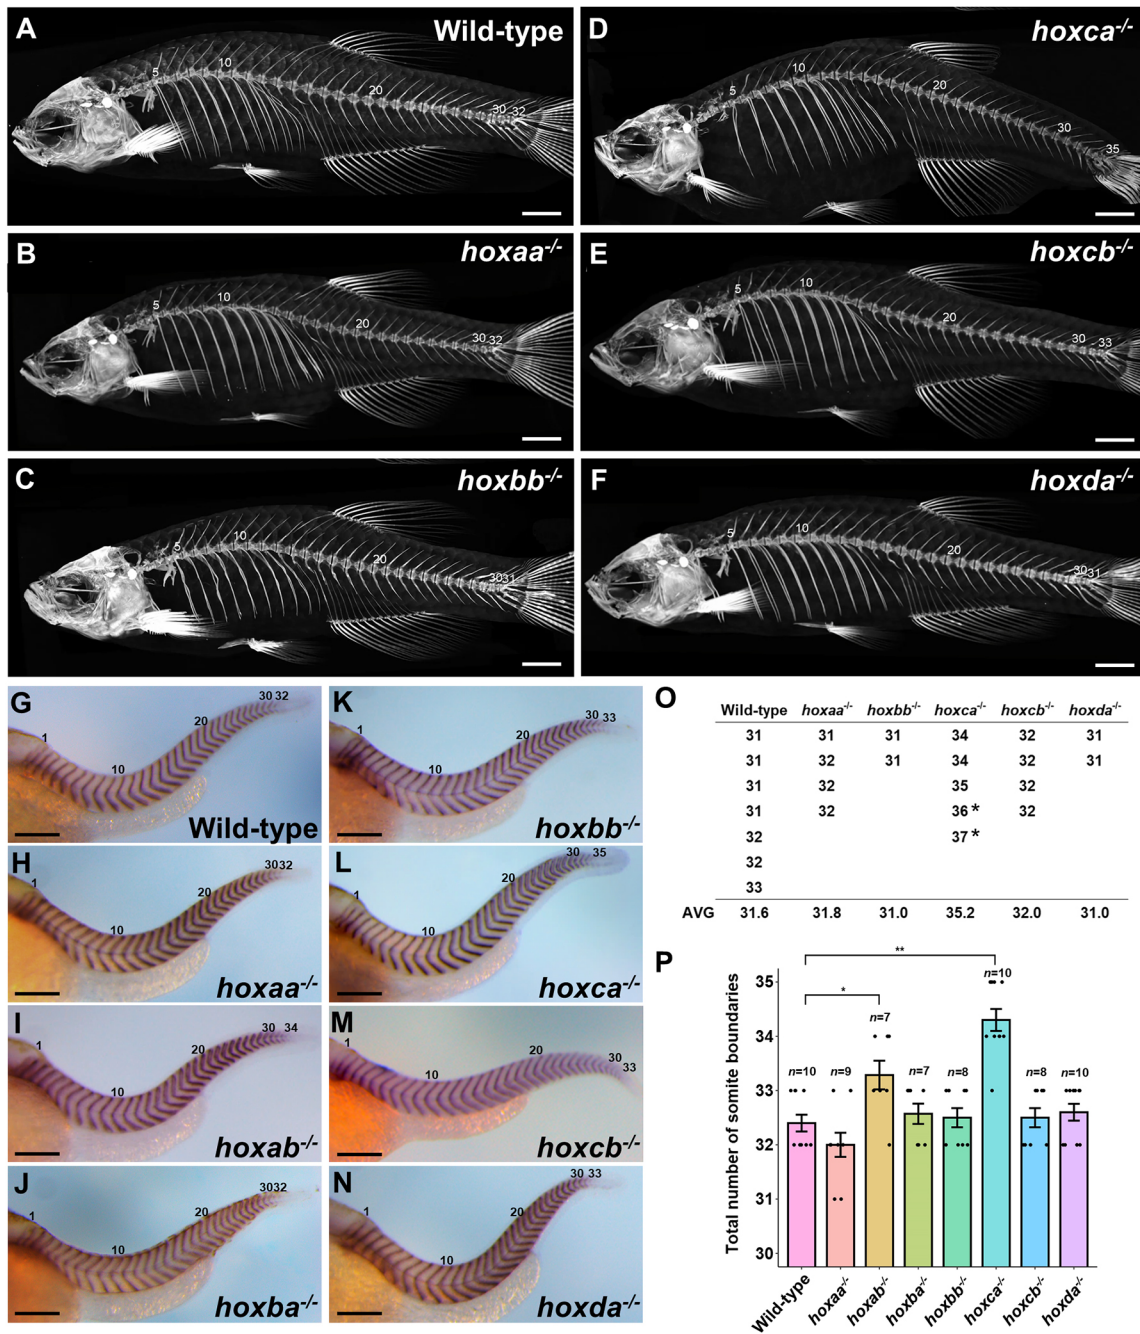 A Wild-type
5 10 20 30 32
D hoxca-/-
5 10 20 30 35
B hoxaa-/-
5 10 20 30 32
E hoxcb-/-
5 10 20 30 33
C hoxbb-/-
5 10 20 30 31
F hoxda-/-
5 10 20 30 31
G 1 10 20 30 32
Wild-type
H 1 10 20 30 32
hoxaa-/-
I 1 10 20 30 34
hoxab-/-
J 1 10 20 30 32
hoxba-/-
K 1 10 20 30 33
hoxbb-/-
L 1 10 20 30 35
hoxca-/-
M 1 10 20 30 33
hoxcb-/-
N 1 10 20 30 33
hoxda-/-
O
Wild-type hoxaa-/- hoxbb-/- hoxca-/- hoxcb-/- hoxda-/-
31 31 31 34 32 31
31 32 31 34 32 31
31 32 35 32
31 32 36* 32
32 37*
32
33
AVG 31.6 31.8 31.0 35.2 32.0 31.0
P
Total number of somite boundaries
35
34
33
32
31
30
**
*
n=10 n=9 n=7 n=7 n=8 n=10 n=8 n=10
Wild-type hoxaa-/- hoxab-/- hoxba-/- hoxbb-/- hoxca-/- hoxcb-/- hoxda-/-